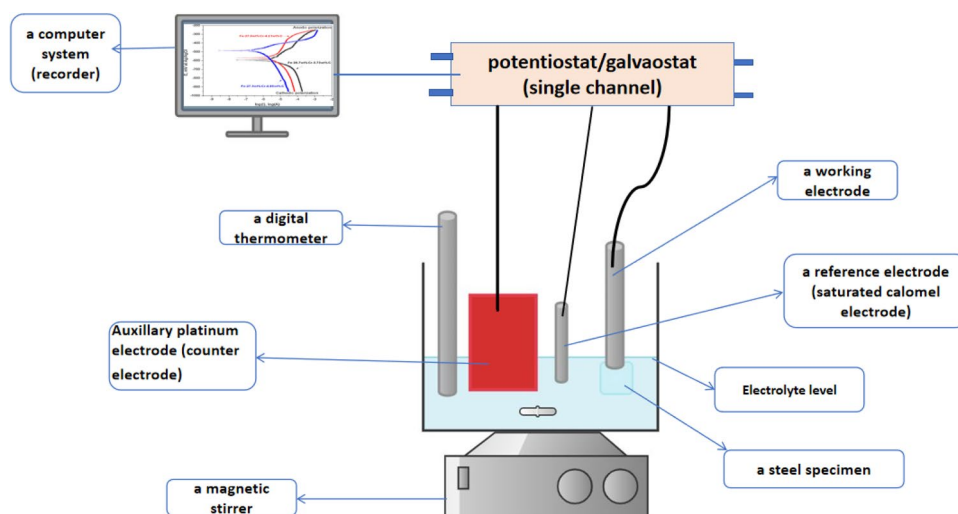 a computer
system
(recorder)
potentiostat/galvaostat
(single channel)
a working
electrode
a digital
thermometer
a reference electrode
(saturated calomel
electrode)
Auxillary platinum
electrode (counter
electrode)
Electrolyte level
a steel specimen
a magnetic
stirrer